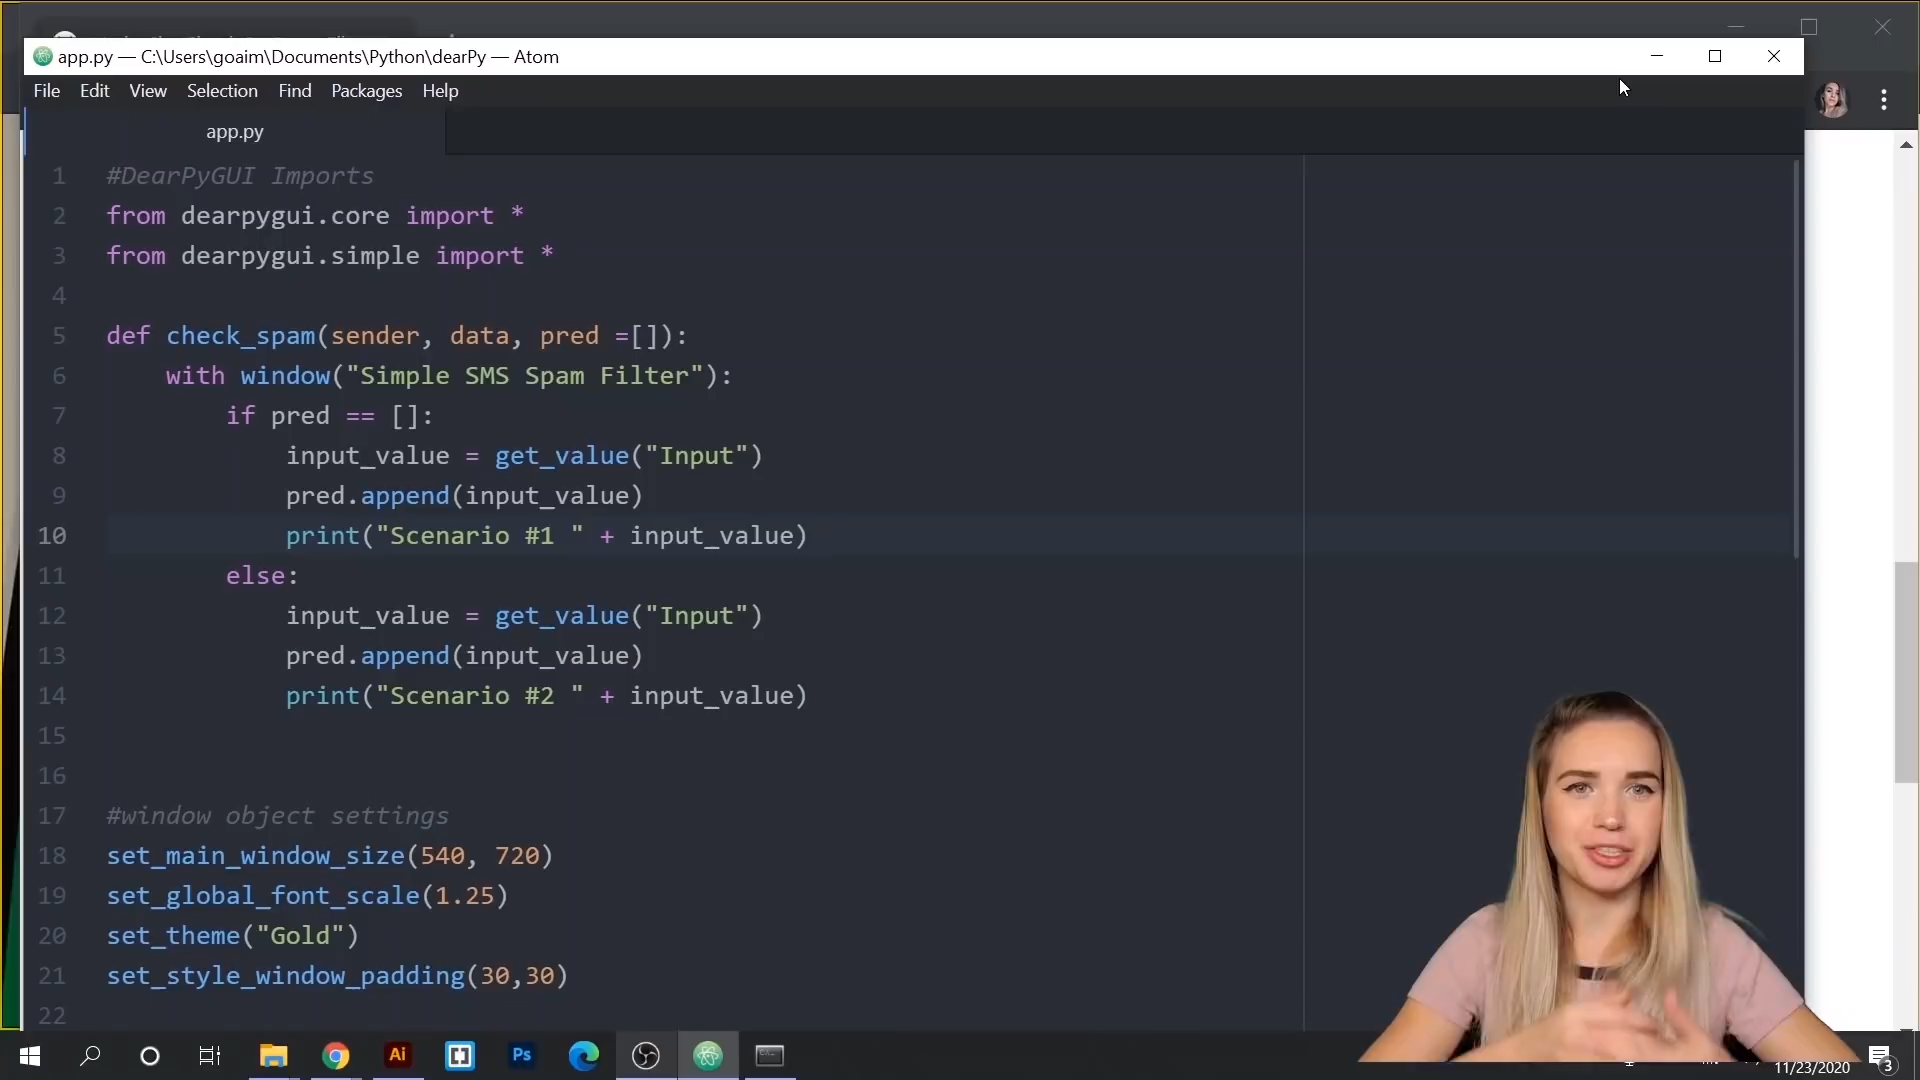 app.py — C:\Users\goaim\Documents\Python\dearPy — Atom
File Edit View Selection Find Packages Help
app.py
1 #DearPyGUI Imports
2 from dearpygui.core import *
3 from dearpygui.simple import *
4
5 def check_spam(sender, data, pred =[]):
6 with window("Simple SMS Spam Filter"):
7 if pred == []:
8 input_value = get_value("Input")
9 pred.append(input_value)
10 print("Scenario #1 " + input_value)
11 else:
12 input_value = get_value("Input")
13 pred.append(input_value)
14 print("Scenario #2 " + input_value)
15
16
17 #window object settings
18 set_main_window_size(540, 720)
19 set_global_font_scale(1.25)
20 set_theme("Gold")
21 set_style_window_padding(30,30)
22
Ai Ps
11/23/2020 3